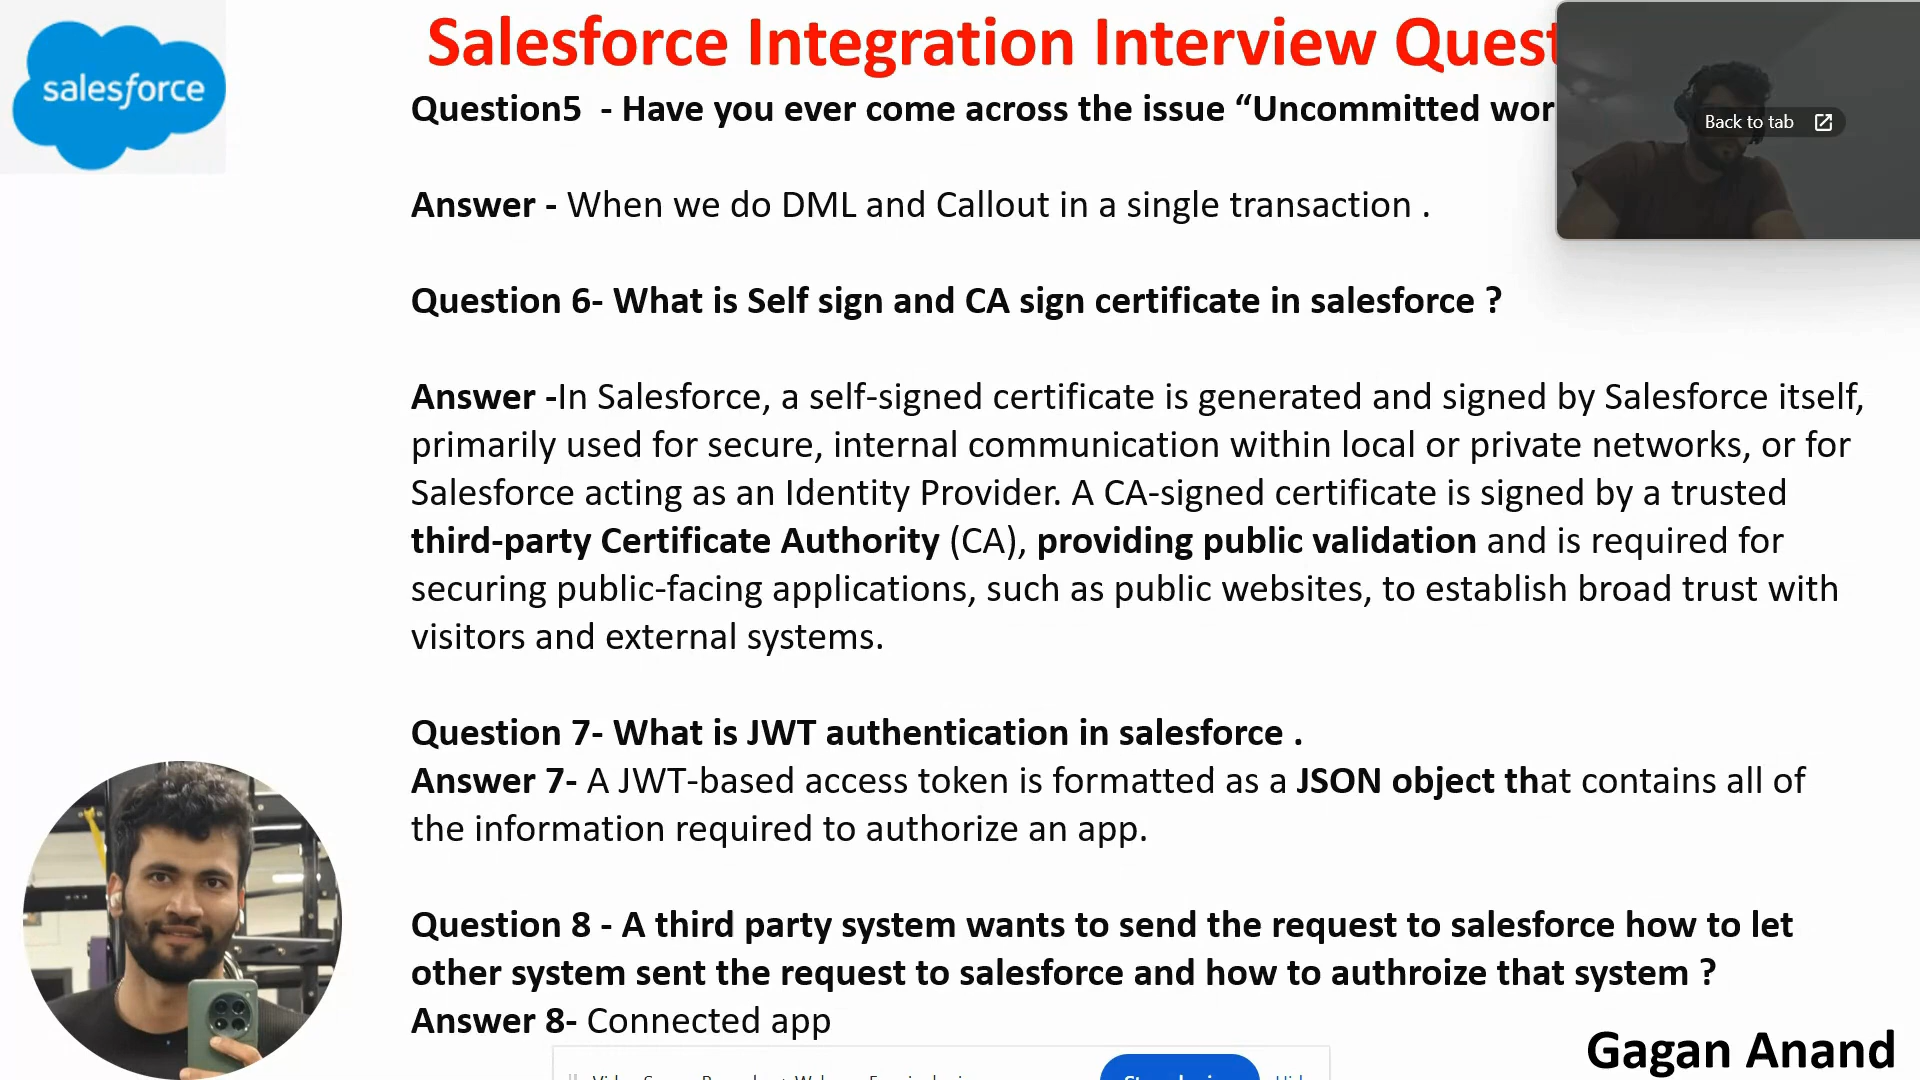 salesforce
Salesforce Integration Interview
Question5 - Have you ever come across the issue “Uncommitted
Back to tab
Answer - When we do DML and Callout in a single transaction .
Question 6- What is Self sign and CA sign certificate in salesforce ?
Answer -In Salesforce, a self-signed certificate is generated and signed by Salesforce itself,
primarily used for secure, internal communication within local or private networks, or for
Salesforce acting as an Identity Provider. A CA-signed certificate is signed by a trusted
third-party Certificate Authority (CA), providing public validation and is required for
securing public-facing applications, such as public websites, to establish broad trust with
visitors and external systems.
Question 7- What is JWT authentication in salesforce .
Answer 7- A JWT-based access token is formatted as a JSON object that contains all of
the information required to authorize an app.
Question 8 - A third party system wants to send the request to salesforce how to let
other system sent the request to salesforce and how to authroize that system ?
Answer 8- Connected app
Gagan Anand